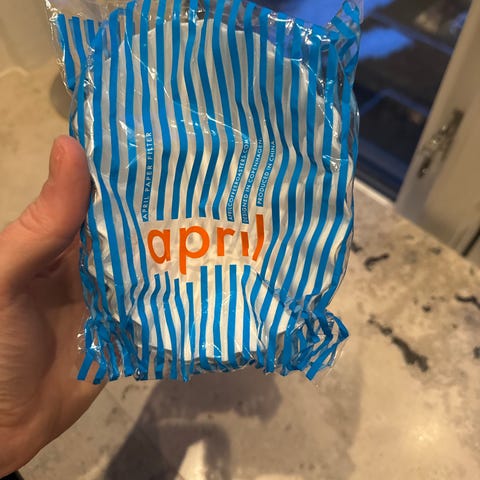 APRIL PAPER FILTER
APRILCOFFEEROASTERS.COM
DESIGNED IN COPENHAGEN
PRODUCED IN CHINA
april